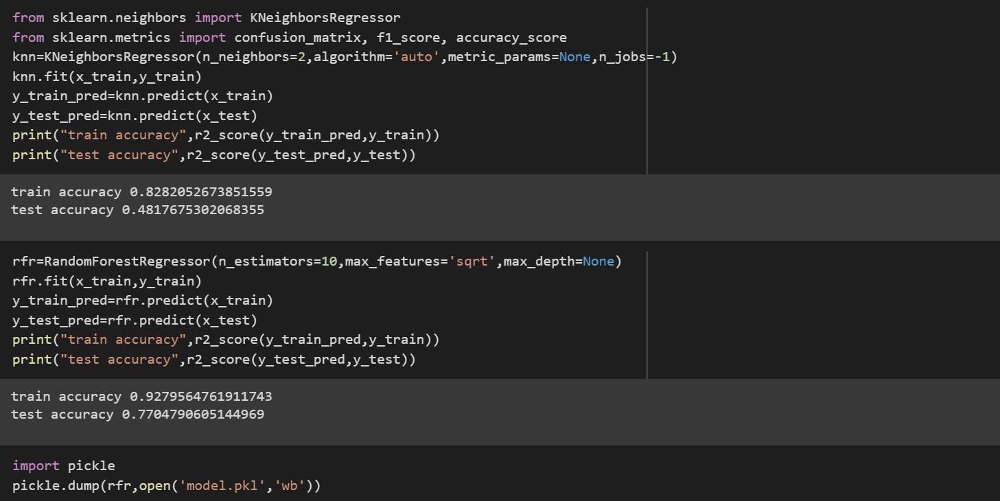 from sklearn.neighbors import KNeighborsRegressor
from sklearn.metrics import confusion_matrix, f1_score, accuracy_score
knn=KNeighborsRegressor(n_neighbors=2,algorithm='auto',metric_params=None,n_jobs=-1)
knn.fit(x_train,y_train)
y_train_pred=knn.predict(x_train)
y_test_pred=knn.predict(x_test)
print("train accuracy",r2_score(y_train_pred,y_train))
print("test accuracy",r2_score(y_test_pred,y_test))
train accuracy 0.8282052673851559
test accuracy 0.4817675302068355
rfr=RandomForestRegressor(n_estimators=10,max_features='sqrt',max_depth=None)
rfr.fit(x_train,y_train)
y_train_pred=rfr.predict(x_train)
y_test_pred=rfr.predict(x_test)
print("train accuracy",r2_score(y_train_pred,y_train))
print("test accuracy",r2_score(y_test_pred,y_test))
train accuracy 0.9279564761911743
test accuracy 0.7704790605144969
import pickle
pickle.dump(rfr,open('model.pkl','wb'))